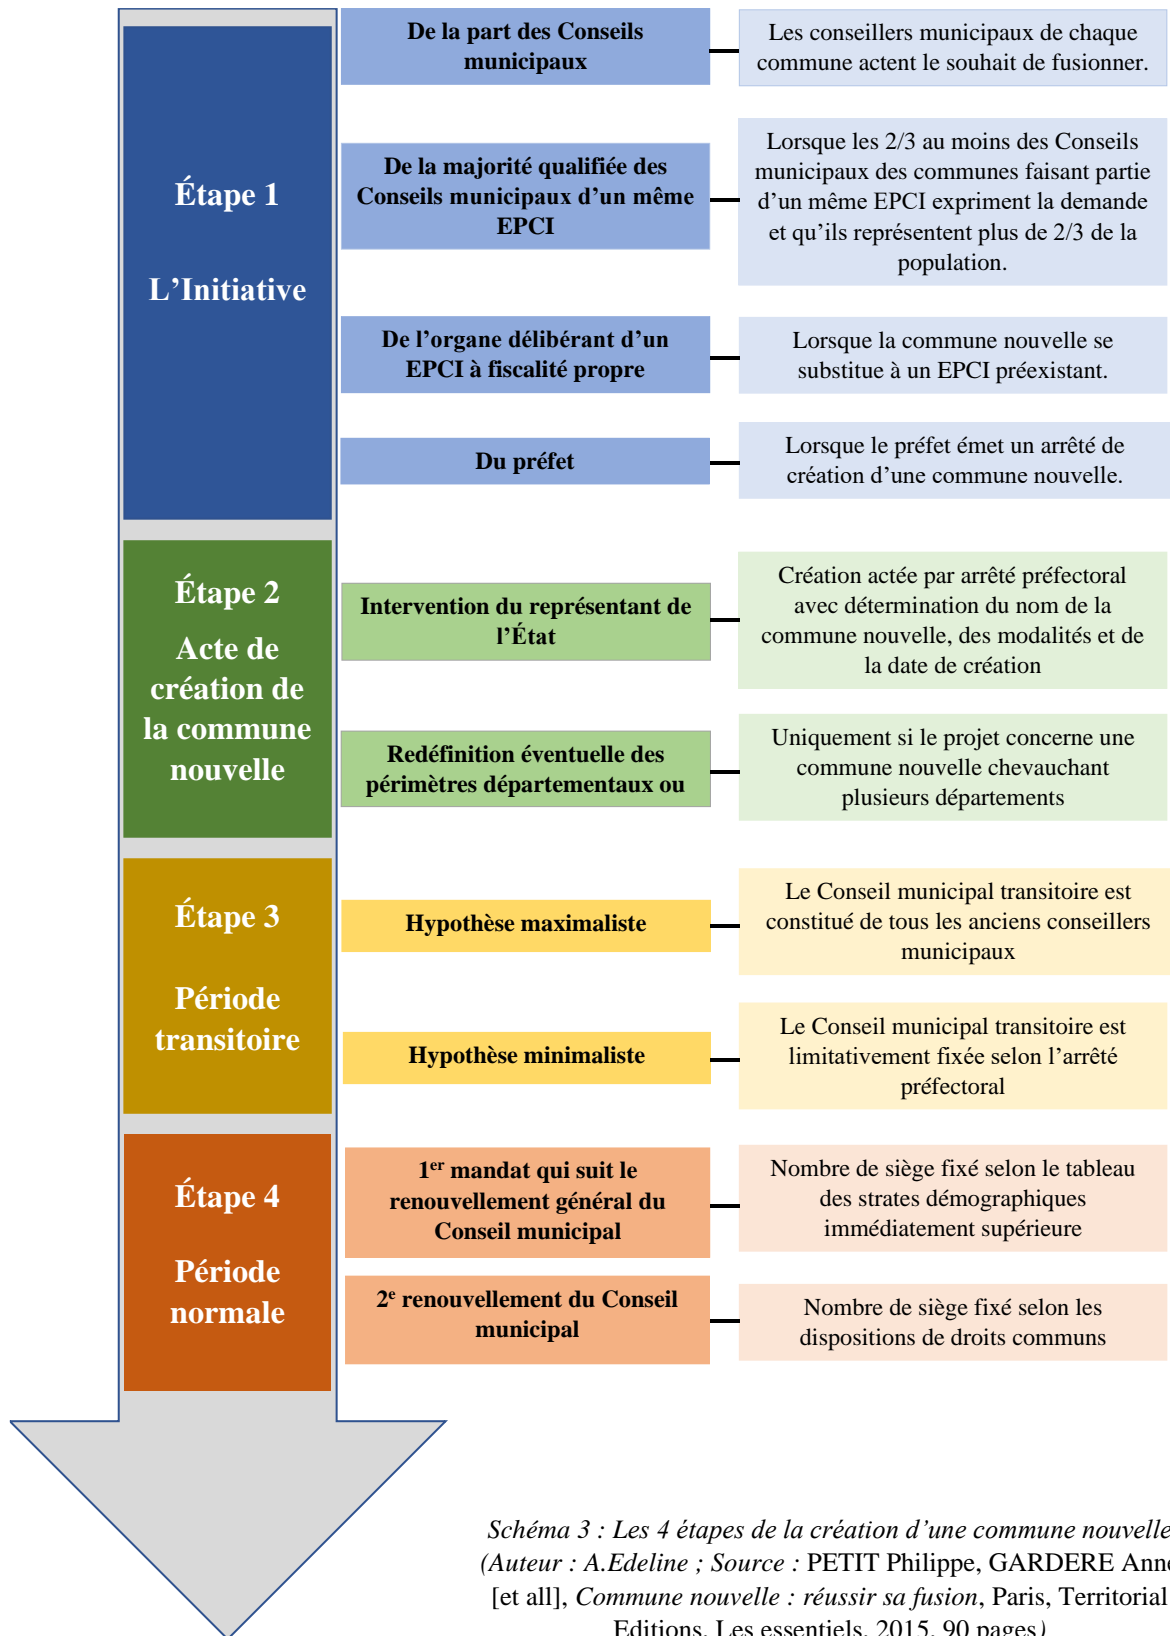 Étape 1
L’Initiative
De la part des Conseils
municipaux
Les conseillers municipaux de chaque
commune actent le souhait de fusionner.
De la majorité qualifiée des
Conseils municipaux d’un même
EPCI
Lorsque les 2/3 au moins des Conseils
municipaux des communes faisant partie
d’un même EPCI expriment la demande
et qu’ils représentent plus de 2/3 de la
population.
De l’organe délibérant d’un
EPCI à fiscalité propre
Lorsque la commune nouvelle se
substitue à un EPCI préexistant.
Du préfet
Lorsque le préfet émet un arrêté de
création d’une commune nouvelle.
Étape 2
Acte de
création de
la commune
nouvelle
Intervention du représentant de
l’État
Création actée par arrêté préfectoral
avec détermination du nom de la
commune nouvelle, des modalités et de
la date de création
Redéfinition éventuelle des
périmètres départementaux ou
Uniquement si le projet concerne une
commune nouvelle chevauchant
plusieurs départements
Étape 3
Période
transitoire
Hypothèse maximaliste
Le Conseil municipal transitoire est
constitué de tous les anciens conseillers
municipaux
Hypothèse minimaliste
Le Conseil municipal transitoire est
limitativement fixée selon l’arrêté
préfectoral
Étape 4
Période
normale
1er mandat qui suit le
renouvellement général du
Conseil municipal
Nombre de siège fixé selon le tableau
des strates démographiques
immédiatement supérieure
2e renouvellement du Conseil
municipal
Nombre de siège fixé selon les
dispositions de droits communs
Schéma 3 : Les 4 étapes de la création d’une commune nouvelle
(Auteur : A.Edeline ; Source : PETIT Philippe, GARDERE Anne
[et all], Commune nouvelle : réussir sa fusion, Paris, Territorial
Editions, Les essentiels, 2015, 90 pages)